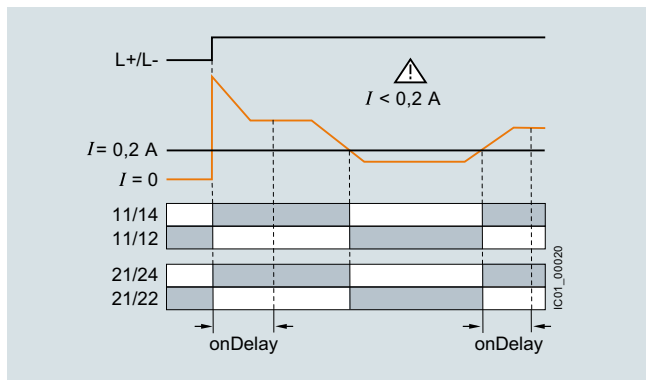 L+/L-
I < 0,2 A
I = 0,2 A
I = 0
11/14
11/12
21/24
21/22
IC01_00020
onDelay onDelay